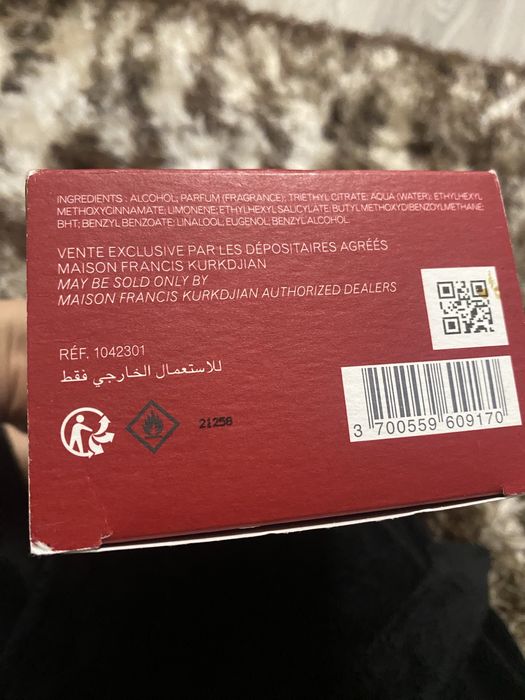 INGREDIENTS : ALCOHOL; PARFUM (FRAGRANCE); TRIETHYL CITRATE; AQUA (WATER); ETHYLHEXYL
METHOXYCINNAMATE; LIMONENE; ETHYLHEXYL SALICYLATE; BUTYL METHOXYDIBENZOYLMETHANE;
BHT; BENZYL BENZOATE; LINALOOL; EUGENOL; BENZYL ALCOHOL
VENTE EXCLUSIVE PAR LES DÉPOSITAIRES AGRÉÉS
MAISON FRANCIS KURKDJIAN
MAY BE SOLD ONLY BY
MAISON FRANCIS KURKDJIAN AUTHORIZED DEALERS
RÉF. 1042301
للاستعمال الخارجي فقط
21258
3 700559 609170